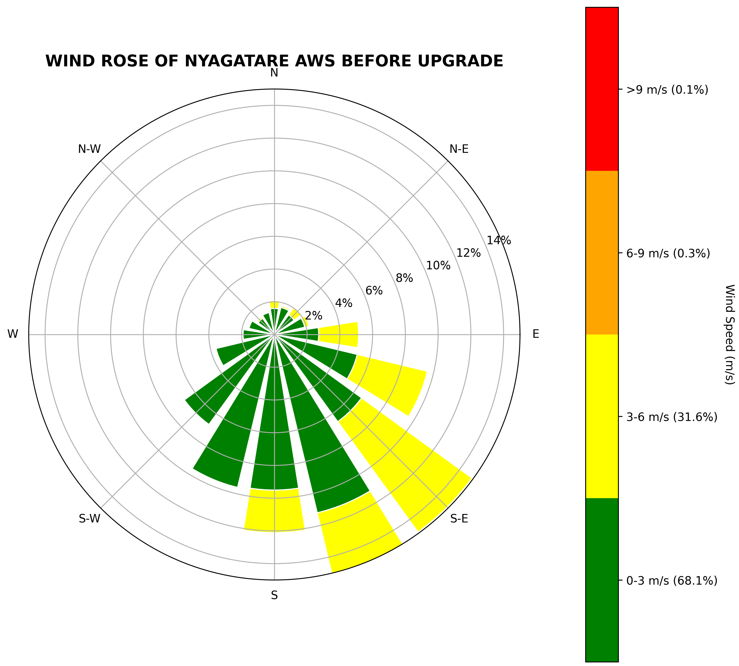 WIND ROSE OF NYAGATARE AWS BEFORE UPGRADE
N
N-W
N-E
W
E
S-W
S-E
S
2%
4%
6%
8%
10%
12%
14%
>9 m/s (0.1%)
6-9 m/s (0.3%)
3-6 m/s (31.6%)
0-3 m/s (68.1%)
Wind Speed (m/s)